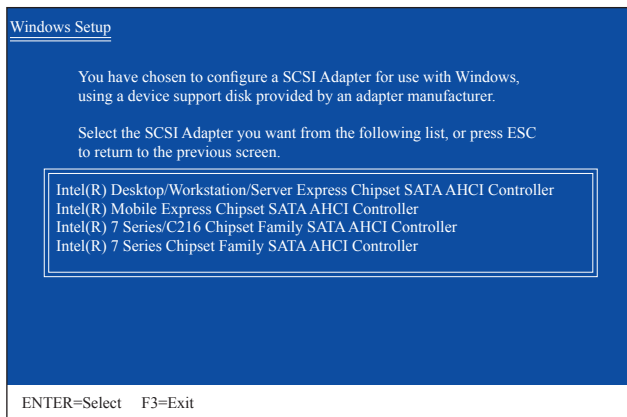 Windows Setup
You have chosen to configure a SCSI Adapter for use with Windows,
using a device support disk provided by an adapter manufacturer.
Select the SCSI Adapter you want from the following list, or press ESC
to return to the previous screen.
Intel(R) Desktop/Workstation/Server Express Chipset SATA AHCI Controller
Intel(R) Mobile Express Chipset SATA AHCI Controller
Intel(R) 7 Series/C216 Chipset Family SATA AHCI Controller
Intel(R) 7 Series Chipset Family SATA AHCI Controller
ENTER=Select F3=Exit